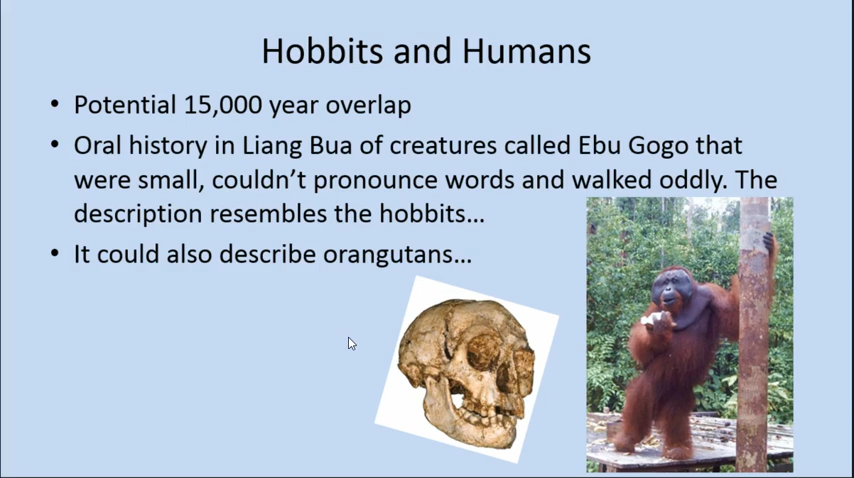 Hobbits and Humans
• Potential 15,000 year overlap
• Oral history in Liang Bua of creatures called Ebu Gogo that
were small, couldn’t pronounce words and walked oddly. The
description resembles the hobbits…
• It could also describe orangutans…